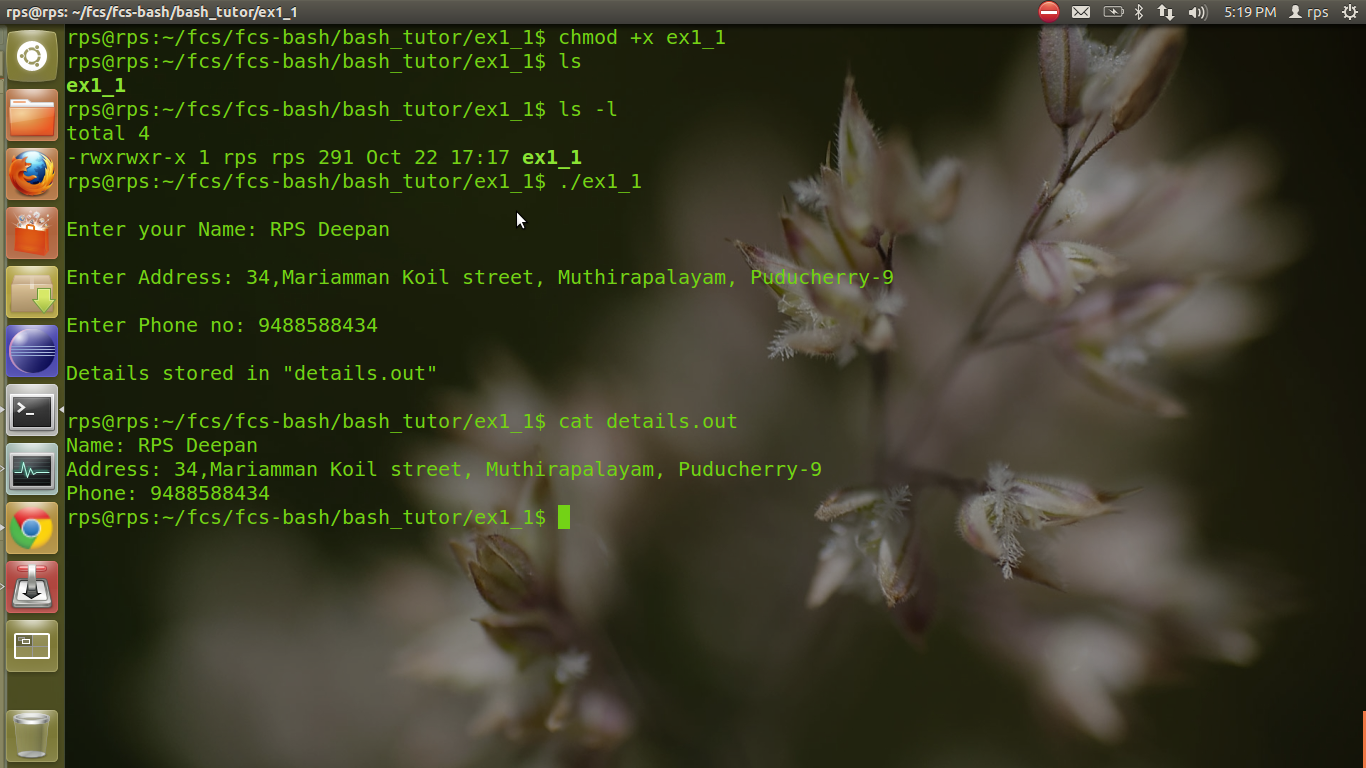 rps@rps: ~/fcs/fcs-bash/bash_tutor/ex1_1
5:19 PM
rps
rps@rps:~/fcs/fcs-bash/bash_tutor/ex1_1$ chmod +x ex1_1
rps@rps:~/fcs/fcs-bash/bash_tutor/ex1_1$ ls
ex1_1
rps@rps:~/fcs/fcs-bash/bash_tutor/ex1_1$ ls -l
total 4
-rwxrwxr-x 1 rps rps 291 Oct 22 17:17 ex1_1
rps@rps:~/fcs/fcs-bash/bash_tutor/ex1_1$ ./ex1_1
Enter your Name: RPS Deepan
Enter Address: 34,Mariamman Koil street, Muthirapalayam, Puducherry-9
Enter Phone no: 9488588434
Details stored in "details.out"
rps@rps:~/fcs/fcs-bash/bash_tutor/ex1_1$ cat details.out
Name: RPS Deepan
Address: 34,Mariamman Koil street, Muthirapalayam, Puducherry-9
Phone: 9488588434
rps@rps:~/fcs/fcs-bash/bash_tutor/ex1_1$